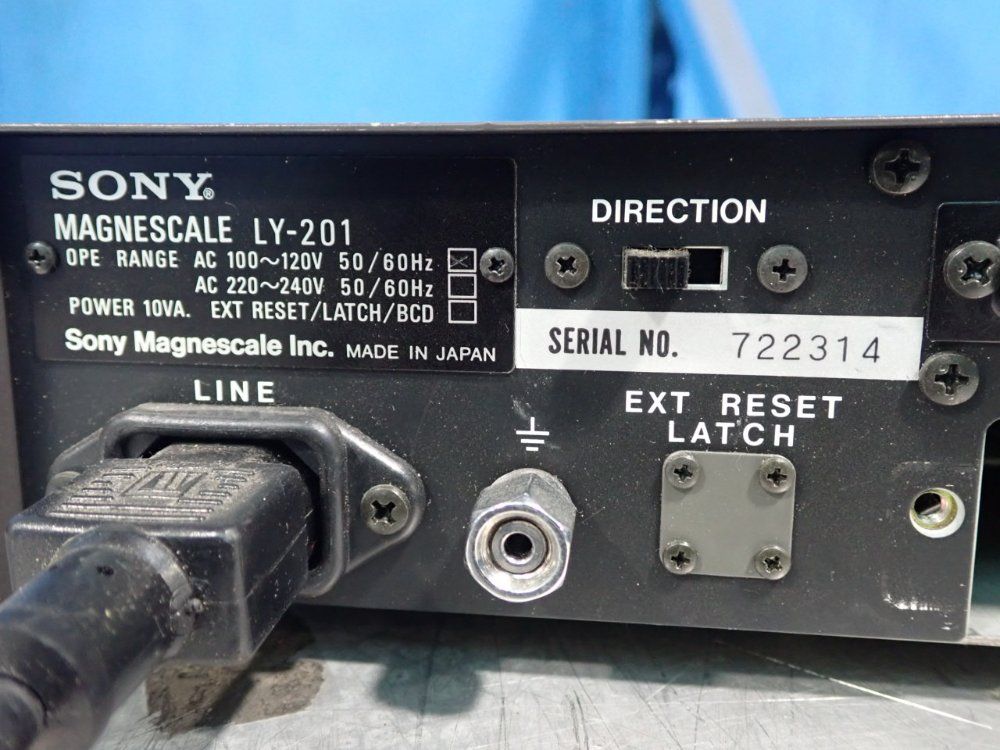 SONY®
MAGNESCALE LY-201
OPE RANGE AC 100~120V 50/60Hz
AC 220~240V 50/60Hz
POWER 10VA. EXT RESET/LATCH/BCD
Sony Magnescale Inc. MADE IN JAPAN
DIRECTION
SERIAL NO. 722314
LINE
EXT RESET
LATCH